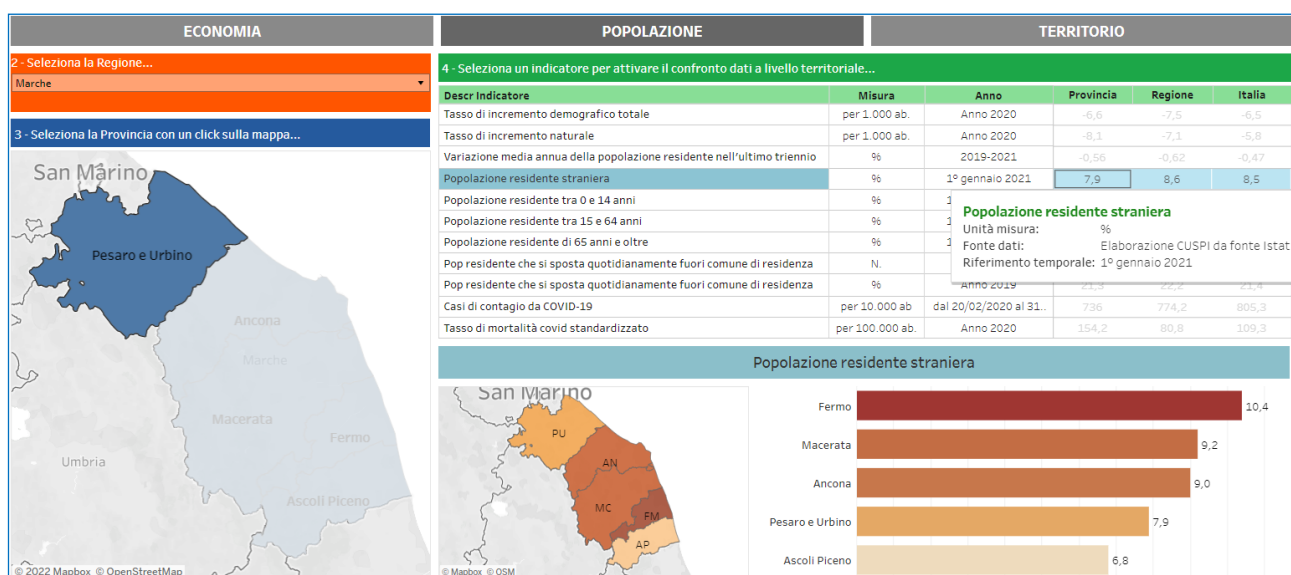 ECONOMIA POPOLAZIONE TERRITORIO
2 - Seleziona la Regione...
Marche
3 - Seleziona la Provincia con un click sulla mappa...
San Marino
Pesaro e Urbino
Ancona
Marche
Macerata
Fermo
Umbria
Ascoli Piceno
© 2022 Mapbox © OpenStreetMap
4 - Seleziona un indicatore per attivare il confronto dati a livello territoriale...
Descr Indicatore Misura Anno Provincia Regione Italia
Tasso di incremento demografico totale per 1.000 ab. Anno 2020 -6,6 -7,5 -6,5
Tasso di incremento naturale per 1.000 ab. Anno 2020 -8,1 -7,1 -5,8
Variazione media annua della popolazione residente nell'ultimo triennio % 2019-2021 -0,56 -0,62 -0,47
Popolazione residente straniera % 1º gennaio 2021 7,9 8,6 8,5
Popolazione residente tra 0 e 14 anni % 1
Popolazione residente tra 15 e 64 anni % 1
Popolazione residente di 65 anni e oltre % 1
Pop residente che si sposta quotidianamente fuori comune di residenza N.
Pop residente che si sposta quotidianamente fuori comune di residenza % Anno 2019 21,3 22,2 21,4
Casi di contagio da COVID-19 per 10.000 ab dal 20/02/2020 al 31.. 736 774,2 805,3
Tasso di mortalità covid standardizzato per 100.000 ab. Anno 2020 154,2 80,8 109,3
Popolazione residente straniera
Unità misura: %
Fonte dati: Elaborazione CUSPI da fonte Istat
Riferimento temporale: 1º gennaio 2021
Popolazione residente straniera
San Marino
PU
AN
MC
FM
AP
© Mapbox © OSM
Fermo 10,4
Macerata 9,2
Ancona 9,0
Pesaro e Urbino 7,9
Ascoli Piceno 6,8